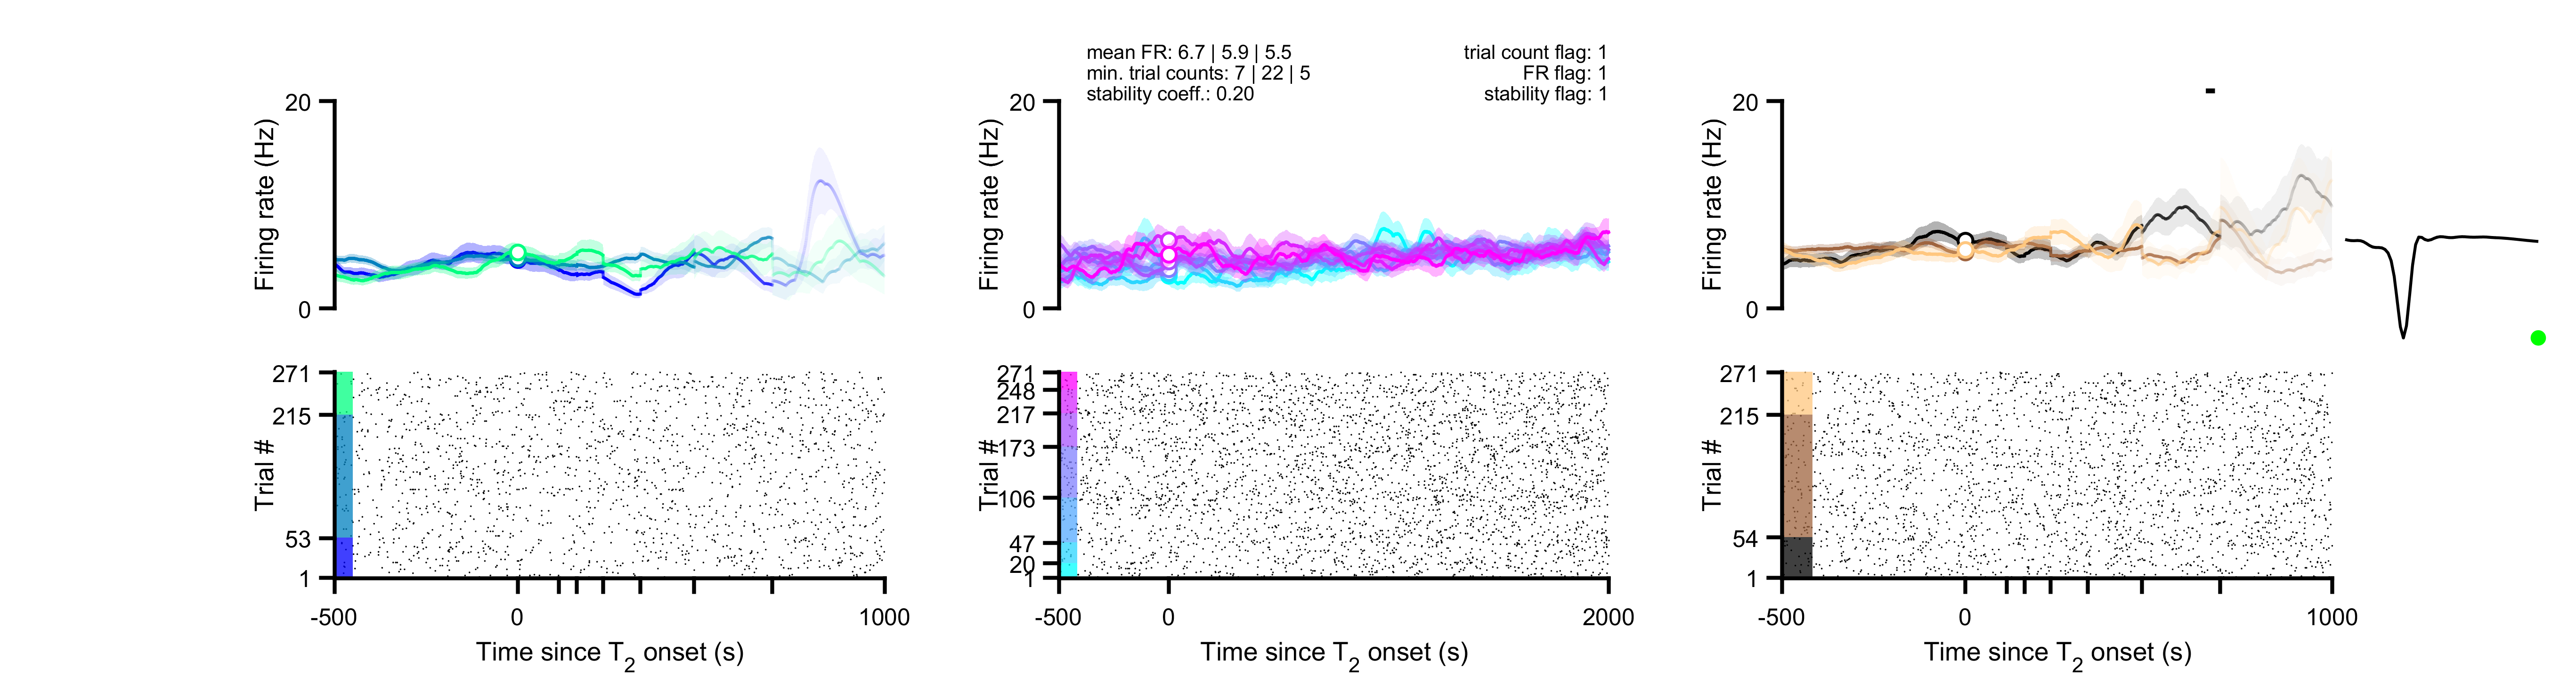 mean FR: 6.7 | 5.9 | 5.5
min. trial counts: 7 | 22 | 5
stability coeff.: 0.20
trial count flag: 1
FR flag: 1
stability flag: 1
20
Firing rate (Hz)
0
20
Firing rate (Hz)
0
20
Firing rate (Hz)
0
271
215
Trial #
53
1
-500
0
1000
Time since T2 onset (s)
271
248
217
Trial #
173
106
47
20
1
-500
0
2000
Time since T2 onset (s)
271
215
Trial #
54
1
-500
0
1000
Time since T2 onset (s)